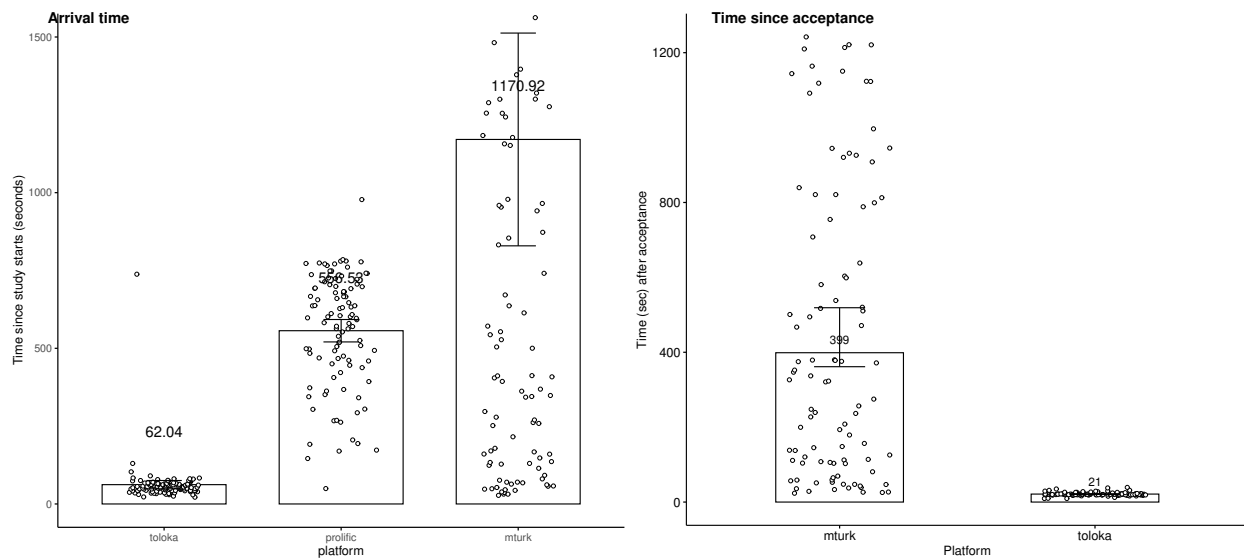 Arrival time
Time since study starts (seconds)
1500
1000
500
0
62.04
1170.92
toloka
prolific
mturk
platform
Time since acceptance
Time (sec) after acceptance
1200
800
400
0
399
21
mturk
toloka
Platform